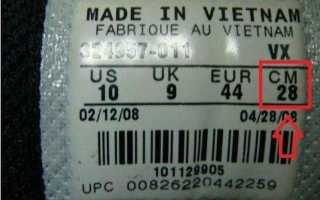 MADE IN VIETNAM
FABRIQUE AU VIETNAM
VX
US UK EUR CM
10 9 44 28
02/12/08 04/28/08
UPC 00826220442259